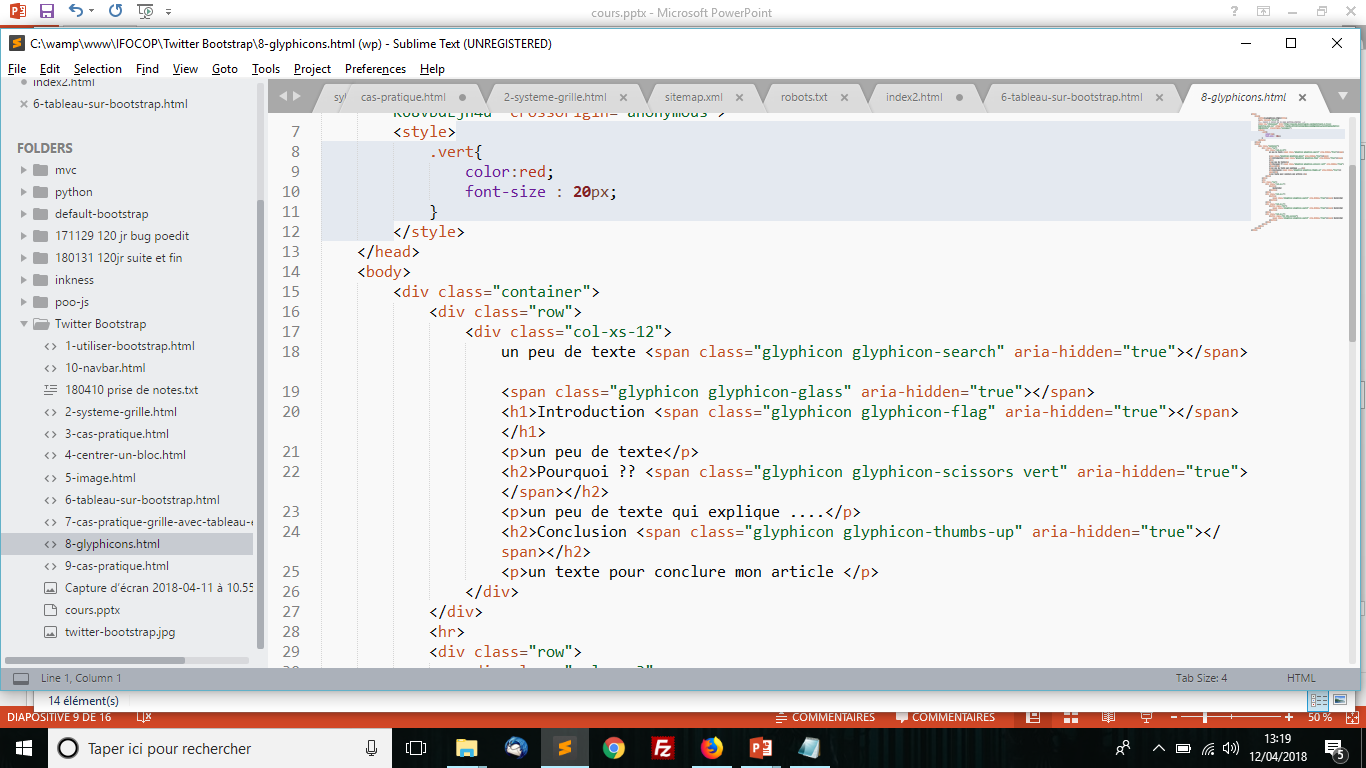 cours.pptx - Microsoft PowerPoint
C:\wamp\www\IFOCOP\Twitter Bootstrap\8-glyphicons.html (wp) - Sublime Text (UNREGISTERED)
File Edit Selection Find View Goto Tools Project Preferences Help
index2.html
6-tableau-sur-bootstrap.html
FOLDERS
mvc
python
default-bootstrap
171129 120 jr bug poedit
180131 120jr suite et fin
inkness
poo-js
Twitter Bootstrap
1-utiliser-bootstrap.html
10-navbar.html
180410 prise de notes.txt
2-systeme-grille.html
3-cas-pratique.html
4-centrer-un-bloc.html
5-image.html
6-tableau-sur-bootstrap.html
7-cas-pratique-grille-avec-tableau-e
8-glyphicons.html
9-cas-pratique.html
Capture d'écran 2018-04-11 à 10.55
cours.pptx
twitter-bootstrap.jpg
cas-pratique.html 2-systeme-grille.html sitemap.xml robots.txt index2.html 6-tableau-sur-bootstrap.html 8-glyphicons.html
crossorigin="anonymous">
7 <style>
8 .vert{
9 color:red;
10 font-size : 20px;
11 }
12 </style>
13 </head>
14 <body>
15 <div class="container">
16 <div class="row">
17 <div class="col-xs-12">
18 un peu de texte <span class="glyphicon glyphicon-search" aria-hidden="true"></span>
19 <span class="glyphicon glyphicon-glass" aria-hidden="true"></span>
20 <h1>Introduction <span class="glyphicon glyphicon-flag" aria-hidden="true"></span>
</h1>
21 <p>un peu de texte</p>
22 <h2>Pourquoi ?? <span class="glyphicon glyphicon-scissors vert" aria-hidden="true">
</span></h2>
23 <p>un peu de texte qui explique ....</p>
24 <h2>Conclusion <span class="glyphicon glyphicon-thumbs-up" aria-hidden="true"></
span></h2>
25 <p>un texte pour conclure mon article </p>
26 </div>
27 </div>
28 <hr>
29 <div class="row">
Line 1, Column 1 Tab Size: 4 HTML
14 élément(s)
DIAPOSITIVE 9 DE 16 COMMENTAIRES COMMENTAIRES 50 %
Taper ici pour rechercher
13:19
12/04/2018
5